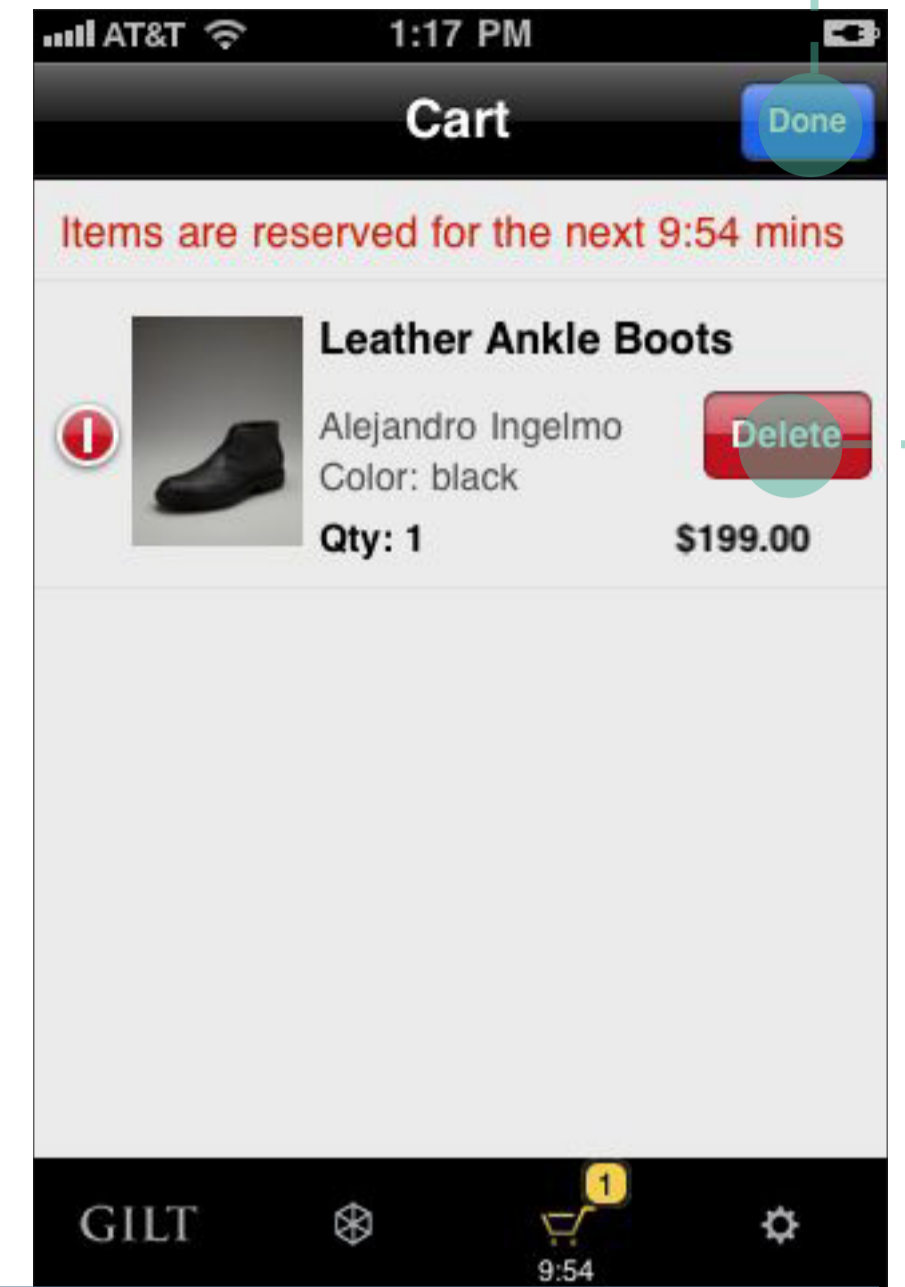 AT&T 1:17 PM
Cart Done
Items are reserved for the next 9:54 mins
Leather Ankle Boots
Alejandro Ingelmo
Delete
Color: black
Qty: 1 $199.00
GILT
1
9:54